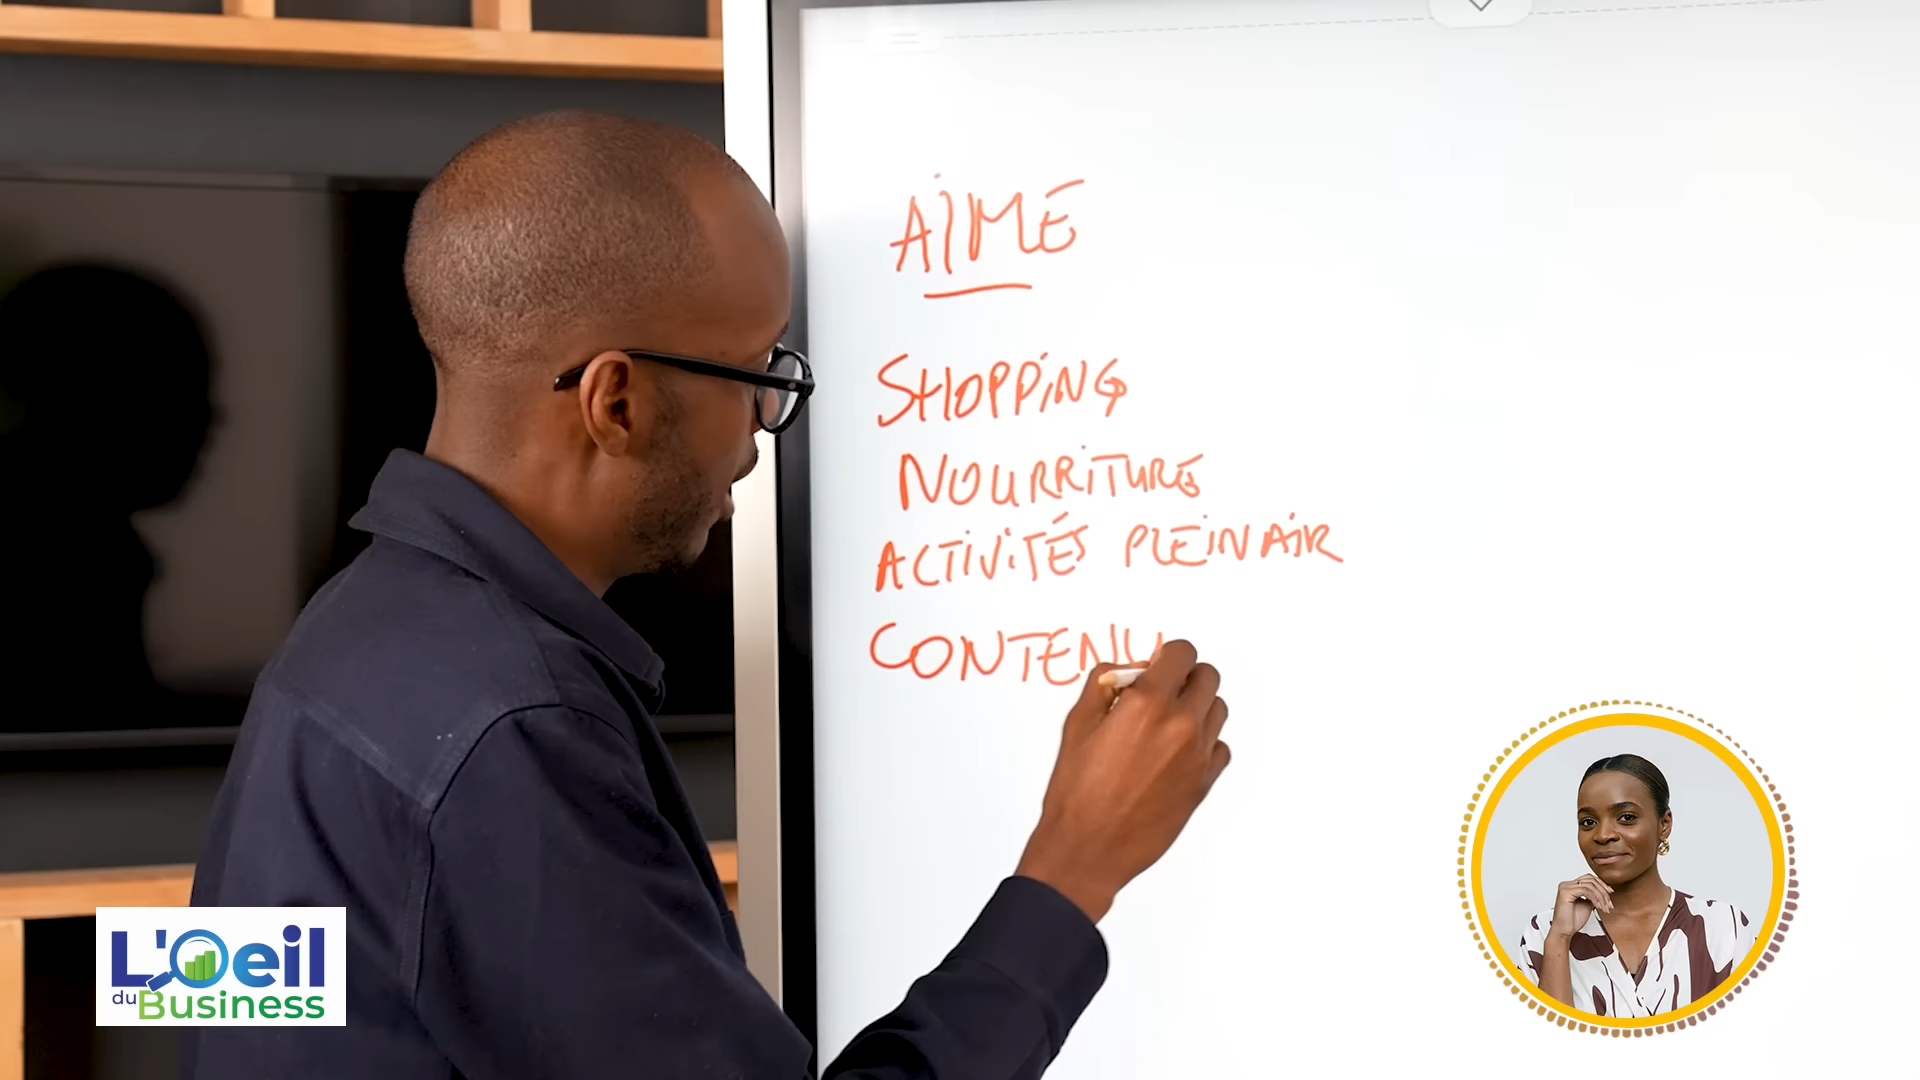 AIME
SHOPPING
NOURRITURE
ACTIVITÉS PLEIN AIR
CONTENU
L'Oeil
du Business